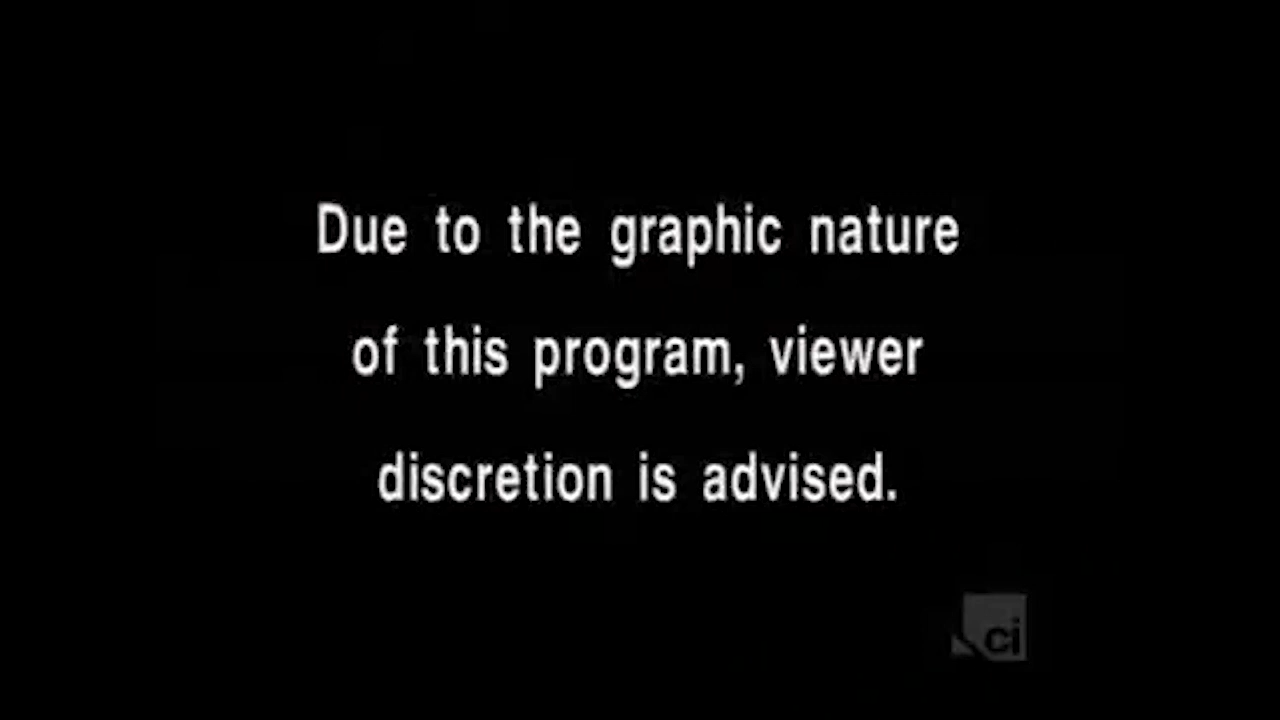 Due to the graphic nature
of this program, viewer
discretion is advised.
ci